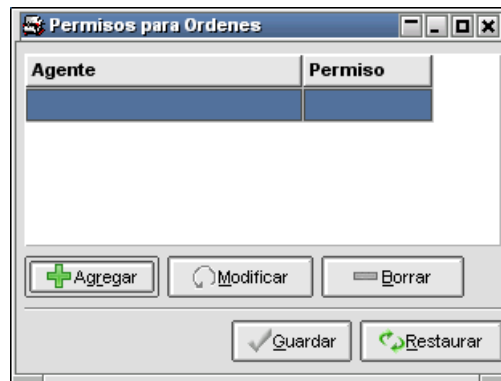 Permisos para Ordenes
Agente Permiso
Agregar Modificar Borrar
Guardar Restaurar